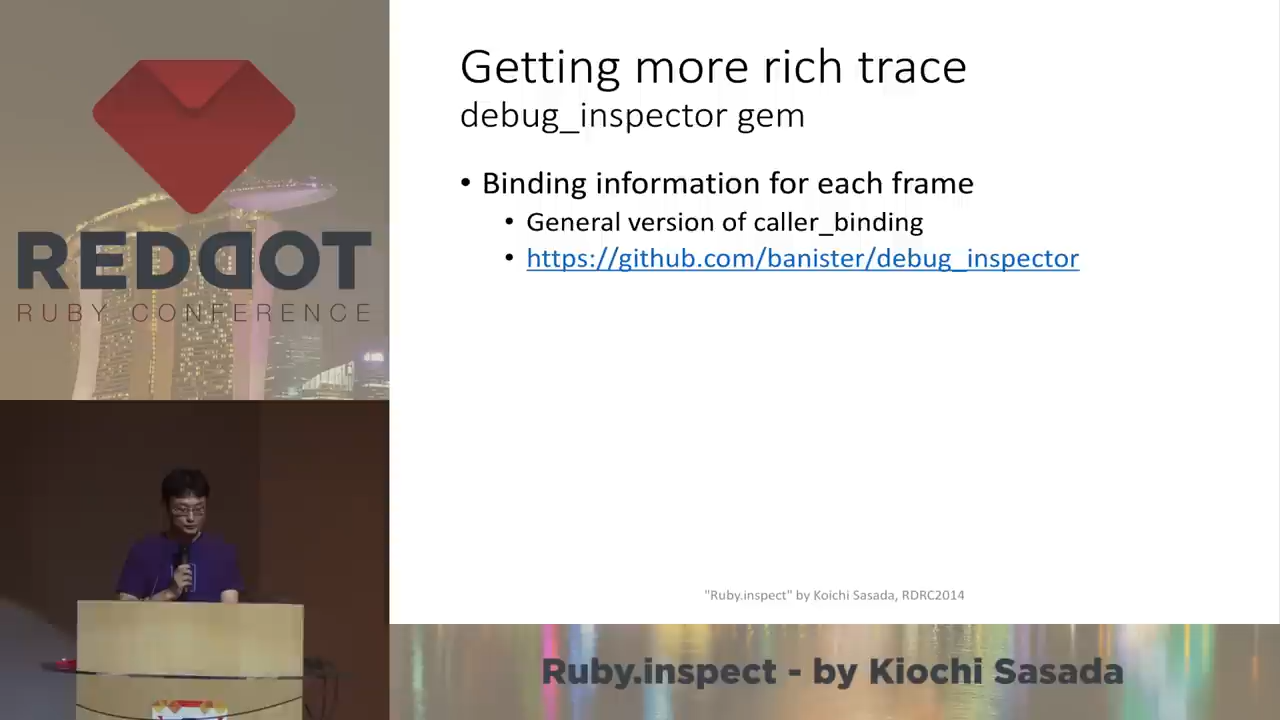 REDDOT
RUBY CONFERENCE
Getting more rich trace
debug_inspector gem
• Binding information for each frame
• General version of caller_binding
• https://github.com/banister/debug_inspector
"Ruby.inspect" by Koichi Sasada, RDRC2014
Ruby.inspect - by Kiochi Sasada